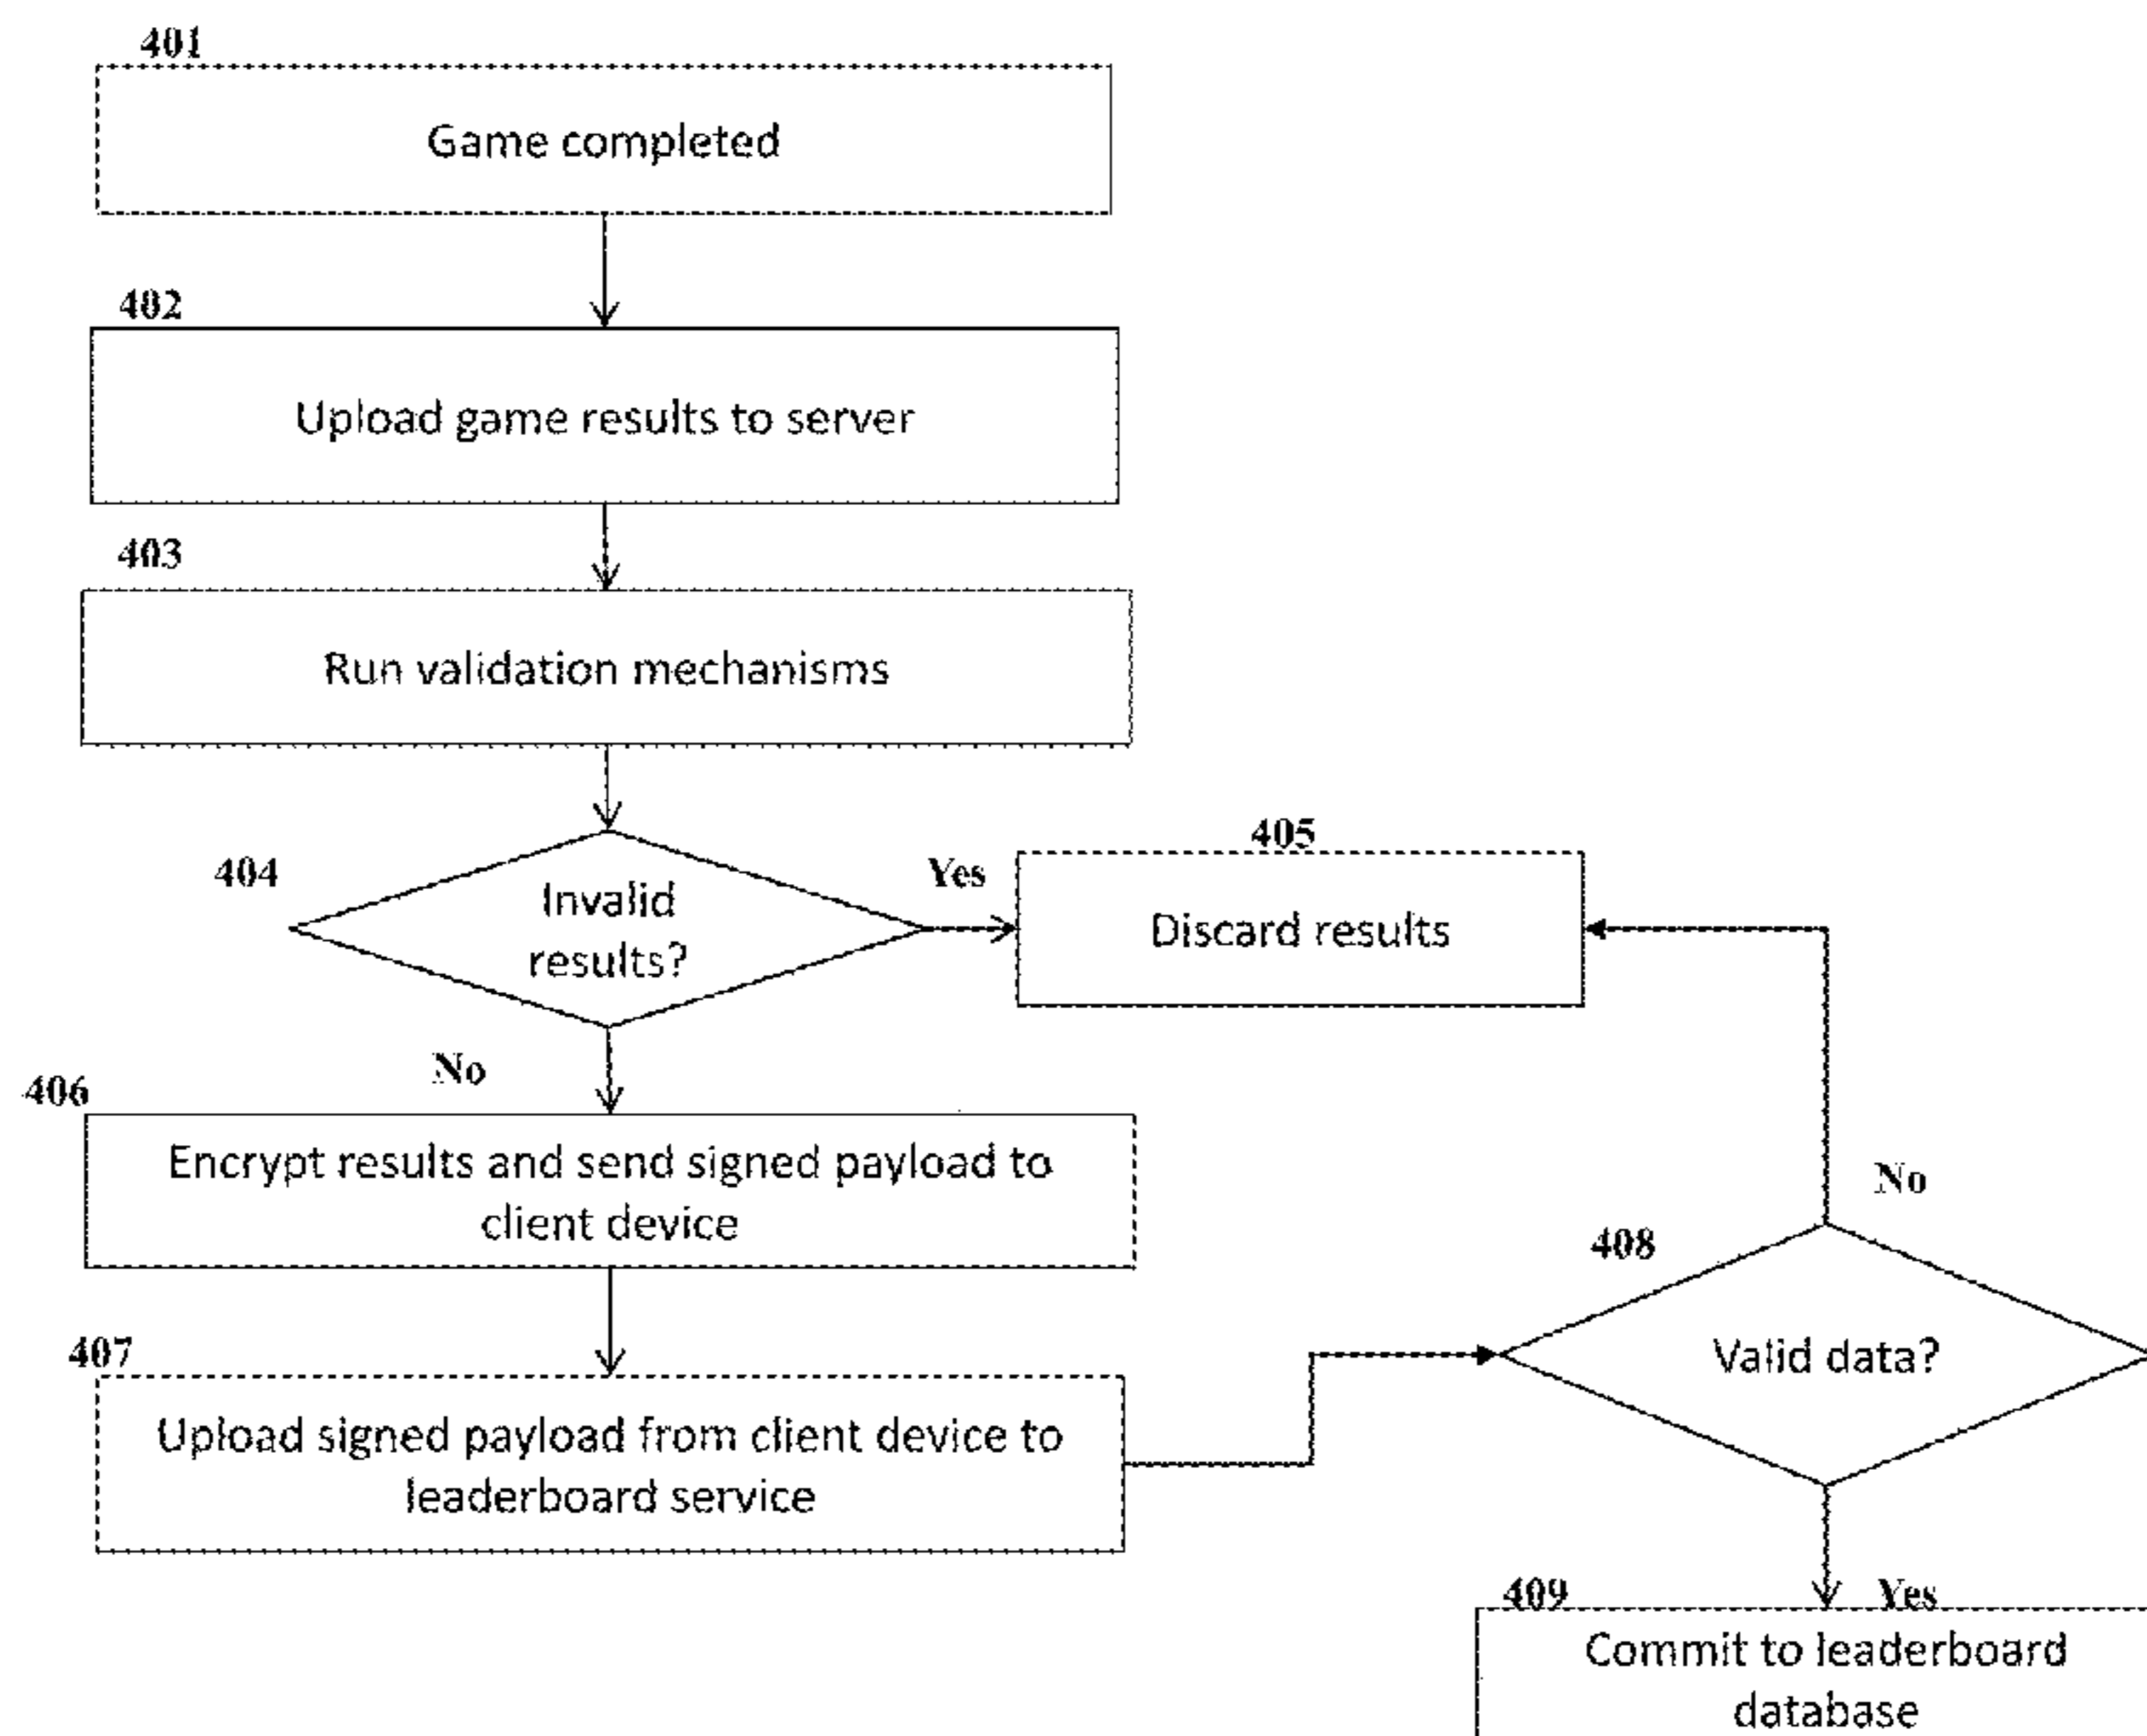 401
Game completed
402
Upload game results to server
403
Run validation mechanisms
404
Invalid
results?
Yes
405
Discard results
No
406
Encrypt results and send signed payload to
client device
407
Upload signed payload from client device to
leaderboard service
No
408
Valid data?
Yes
409
Commit to leaderboard
database